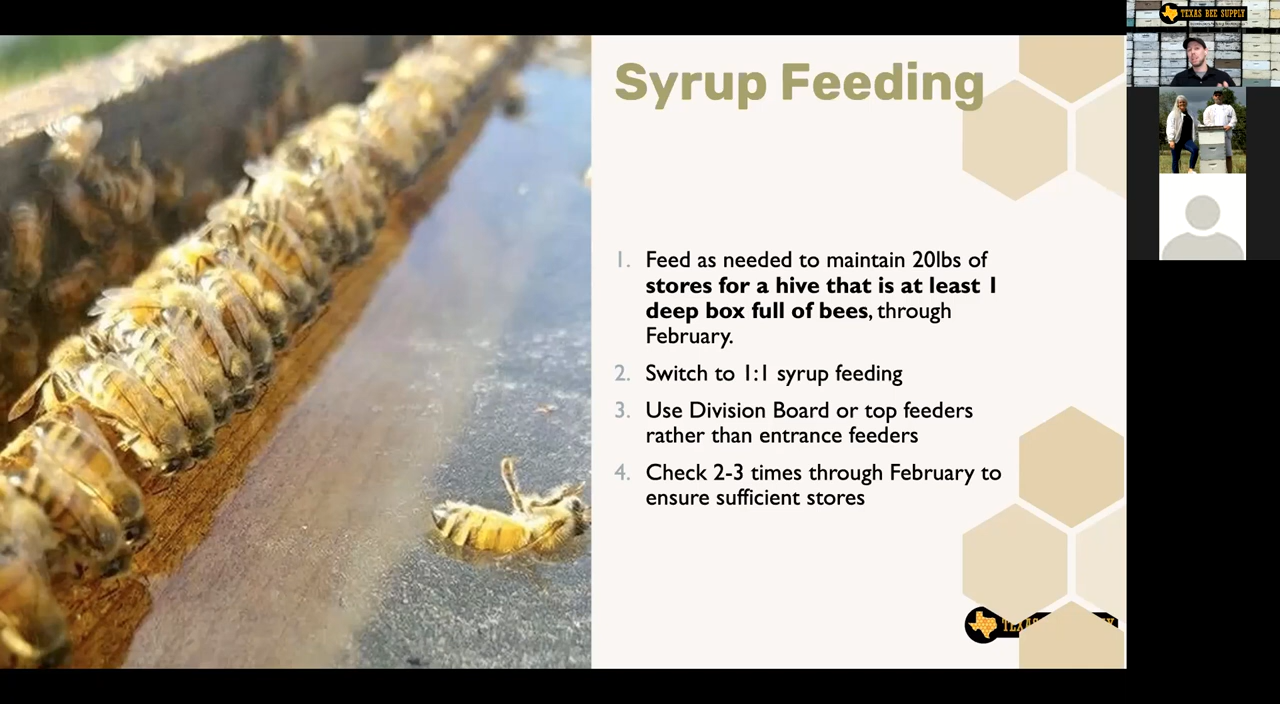 TEXAS BEE SUPPLY
Syrup Feeding
1. Feed as needed to maintain 20lbs of
stores for a hive that is at least 1
deep box full of bees, through
February.
2. Switch to 1:1 syrup feeding
3. Use Division Board or top feeders
rather than entrance feeders
4. Check 2-3 times through February to
ensure sufficient stores